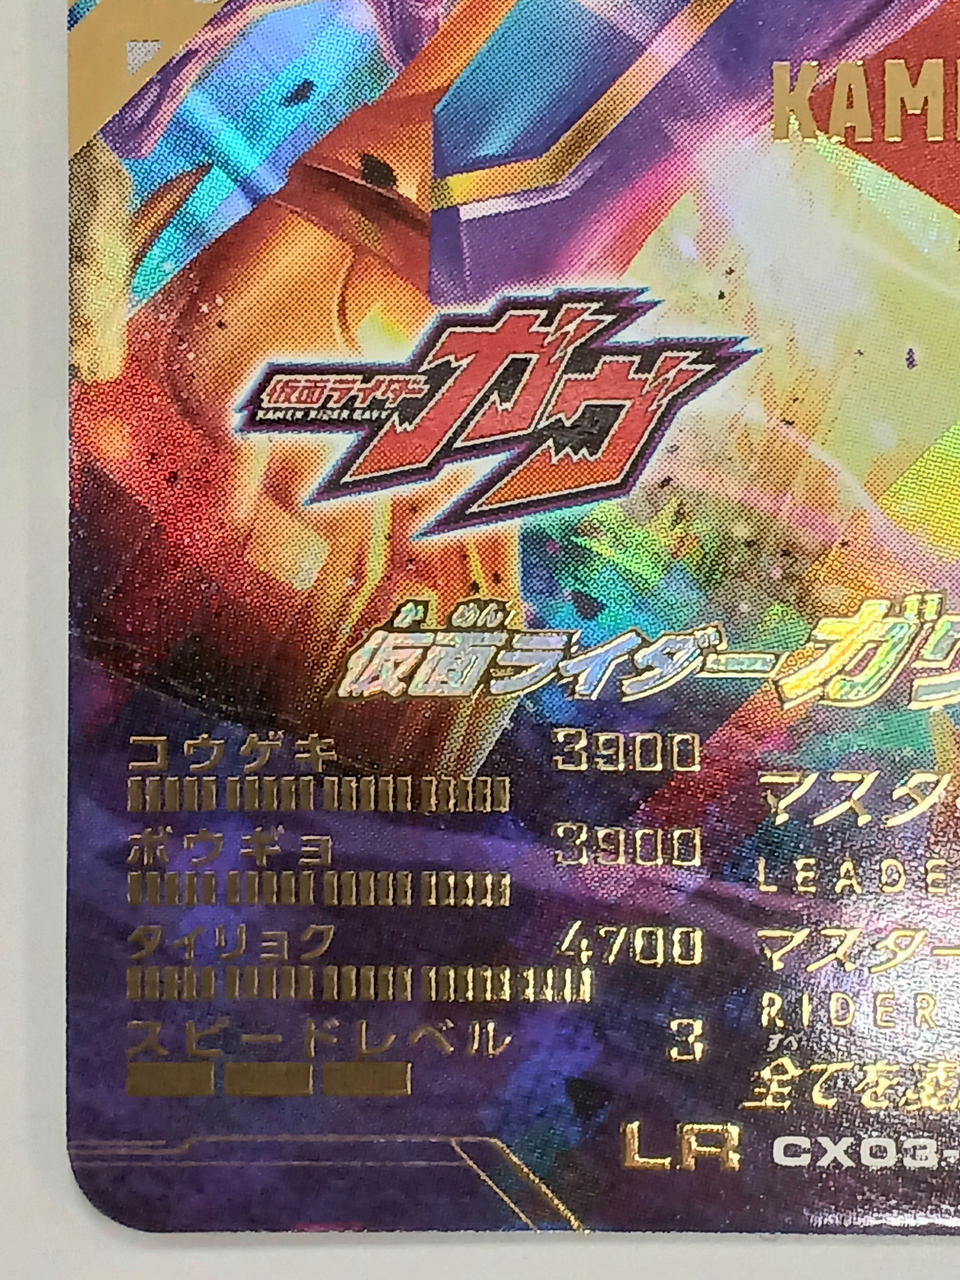 KAM
仮面ライダー ガヴ
KAMEN RIDER GAVV
かめん
仮面ライダーガ
コウゲキ 3900
ボウギョ 3900
タイリョク 4700
スピードレベル 3
マスタ
LEADE
マスター
RIDER
すべ
全てを
LR CX03-